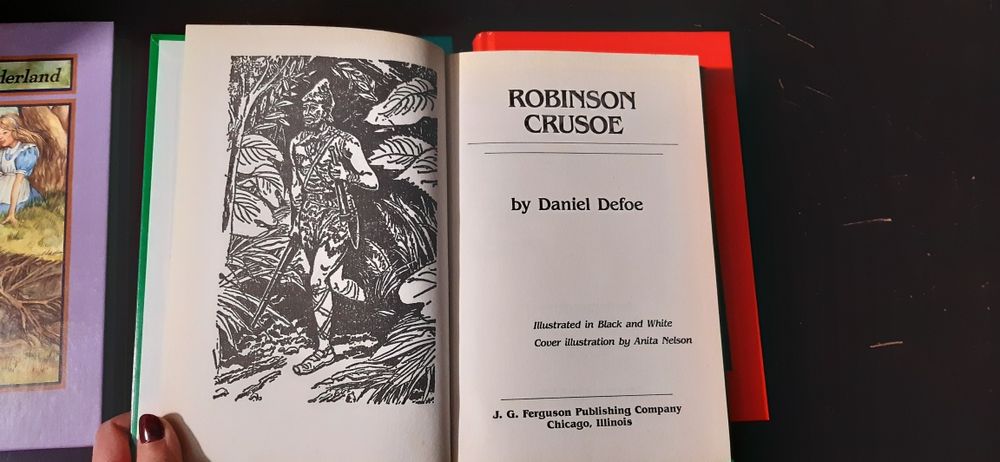 derland
ROBINSON
CRUSOE
by Daniel Defoe
Illustrated in Black and White
Cover illustration by Anita Nelson
J. G. Ferguson Publishing Company
Chicago, Illinois